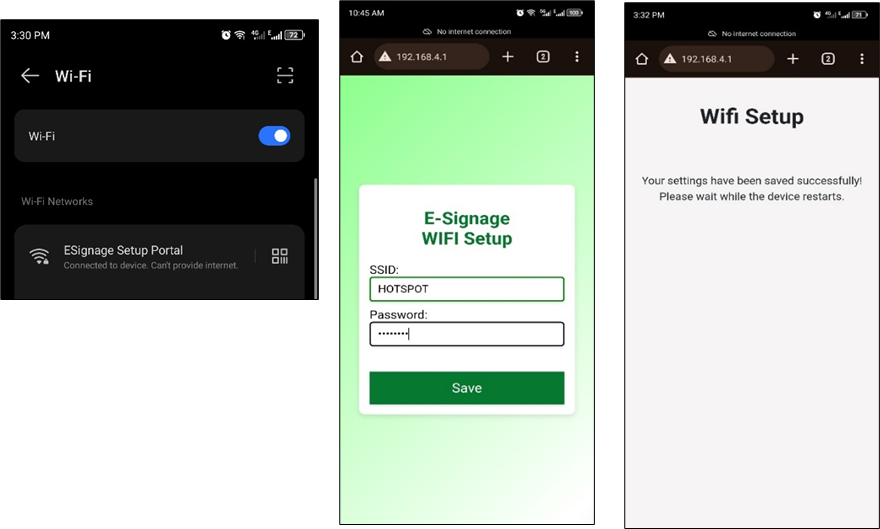 3:30 PM
4G
E
72
Wi-Fi
Wi-Fi
Wi-Fi Networks
ESignage Setup Portal
Connected to device. Can't provide internet.
10:45 AM
5G
E
100
No internet connection
192.168.4.1
2
E-Signage
WIFI Setup
SSID:
HOTSPOT
Password:
••••••••
Save
3:32 PM
4G
E
71
No internet connection
192.168.4.1
2
Wifi Setup
Your settings have been saved successfully!
Please wait while the device restarts.